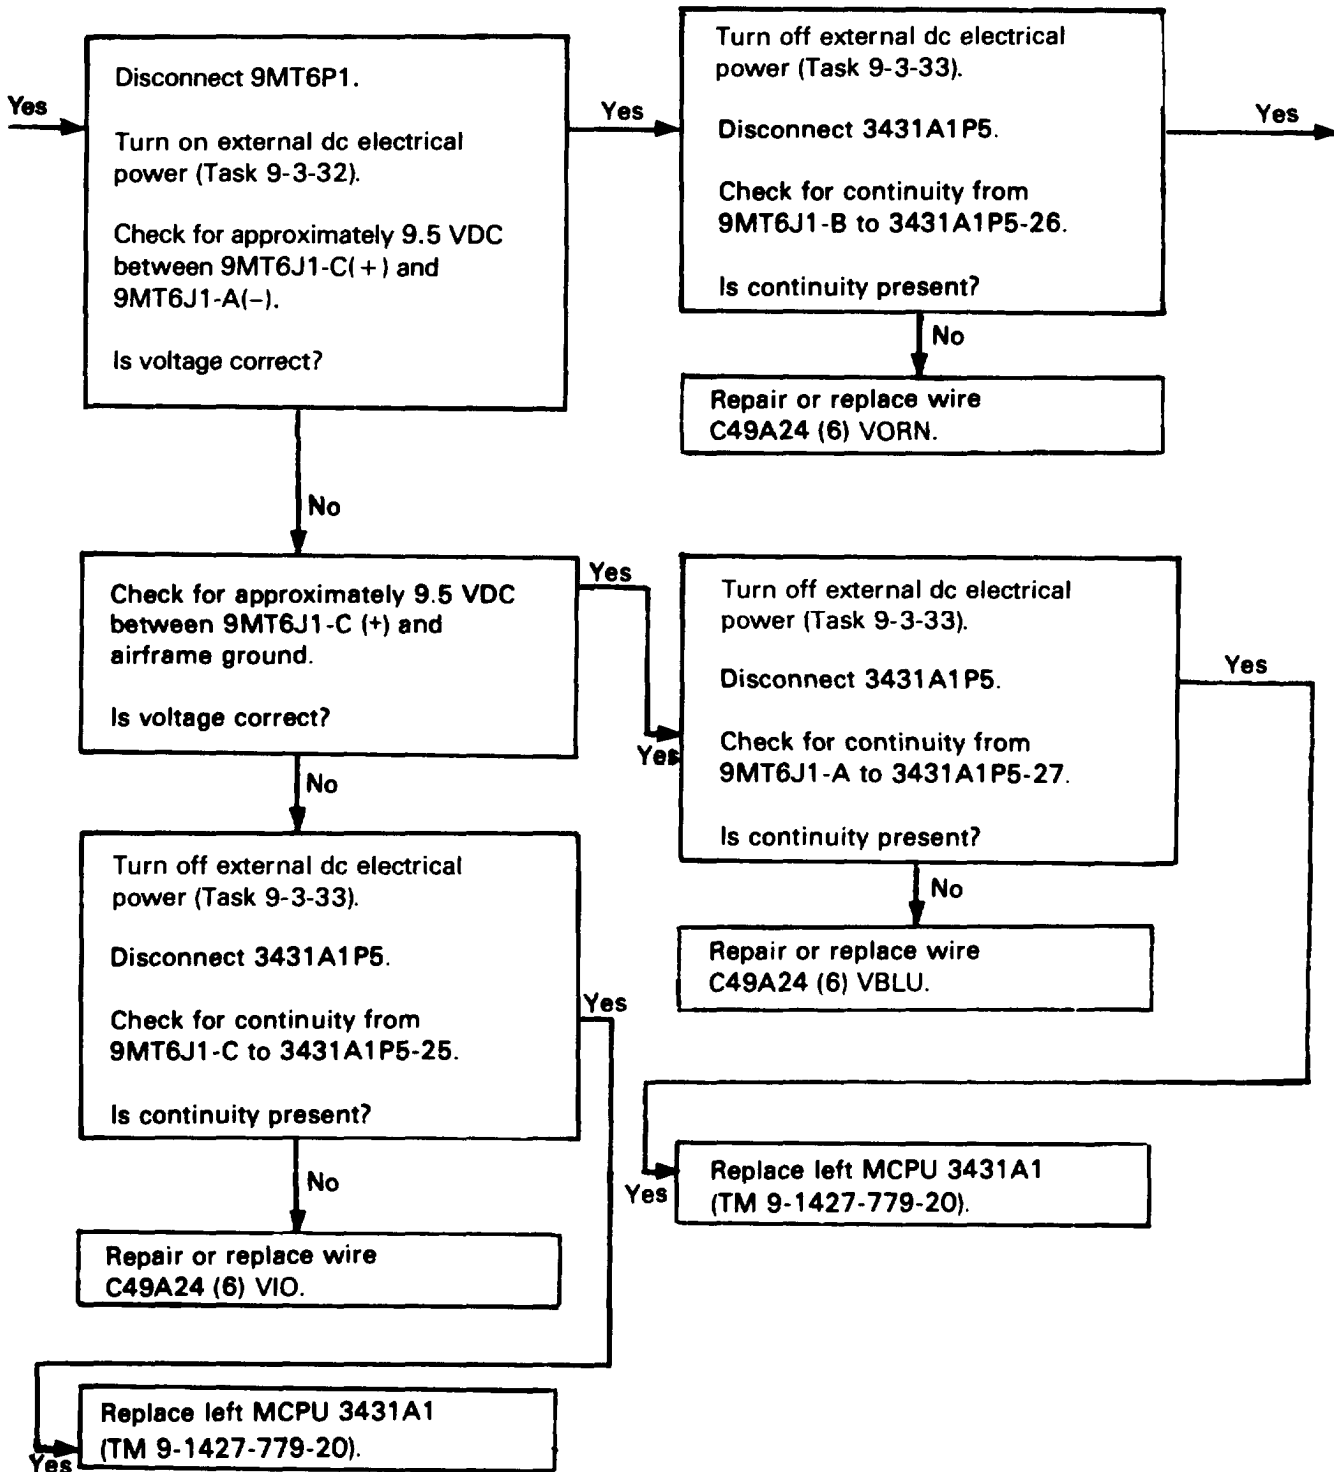 Yes
Disconnect 9MT6P1.
Turn on external dc electrical
power (Task 9-3-32).
Check for approximately 9.5 VDC
between 9MT6J1-C(+) and
9MT6J1-A(-).
Is voltage correct?
Yes
Turn off external dc electrical
power (Task 9-3-33).
Disconnect 3431A1P5.
Check for continuity from
9MT6J1-B to 3431A1P5-26.
Is continuity present?
Yes
No
Repair or replace wire
C49A24 (6) VORN.
No
Check for approximately 9.5 VDC
between 9MT6J1-C (+) and
airframe ground.
Is voltage correct?
Yes
Yes
Turn off external dc electrical
power (Task 9-3-33).
Disconnect 3431A1P5.
Check for continuity from
9MT6J1-A to 3431A1P5-27.
Is continuity present?
Yes
No
Repair or replace wire
C49A24 (6) VBLU.
Yes
Replace left MCPU 3431A1
(TM 9-1427-779-20).
No
Turn off external dc electrical
power (Task 9-3-33).
Disconnect 3431A1P5.
Check for continuity from
9MT6J1-C to 3431A1P5-25.
Is continuity present?
Yes
No
Repair or replace wire
C49A24 (6) VIO.
Yes
Replace left MCPU 3431A1
(TM 9-1427-779-20).